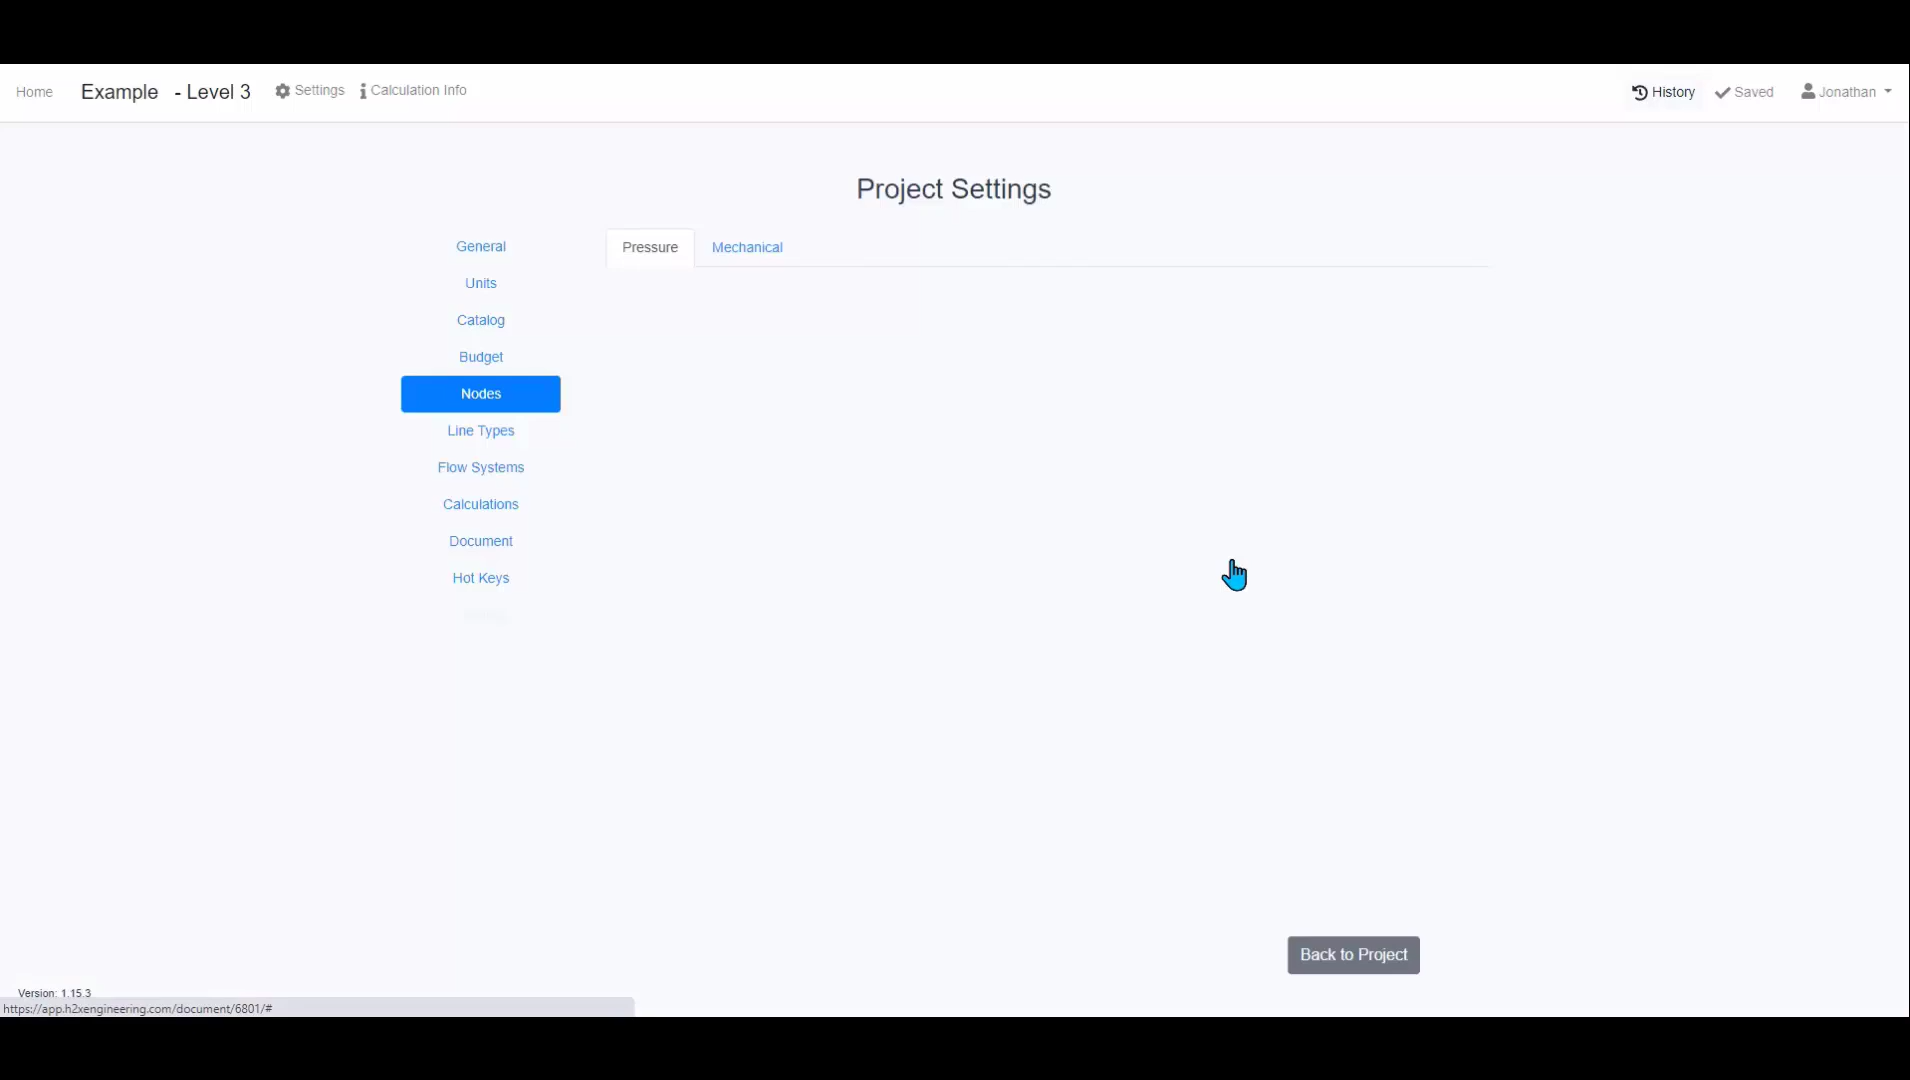 Home
Example - Level 3
Settings
Calculation Info
History
Saved
Jonathan
Project Settings
General
Units
Catalog
Budget
Nodes
Line Types
Flow Systems
Calculations
Document
Hot Keys
Pressure
Mechanical
Back to Project
Version: 1.15.3
https://app.h2xengineering.com/document/6801/#